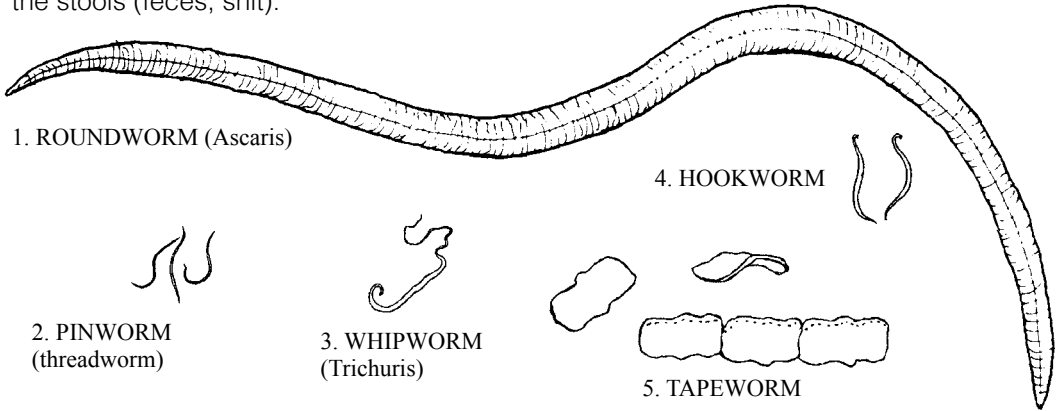 the stools (feces, shit).
1. ROUNDWORM (Ascaris)
4. HOOKWORM
2. PINWORM
(threadworm)
3. WHIPWORM
(Trichuris)
5. TAPEWORM